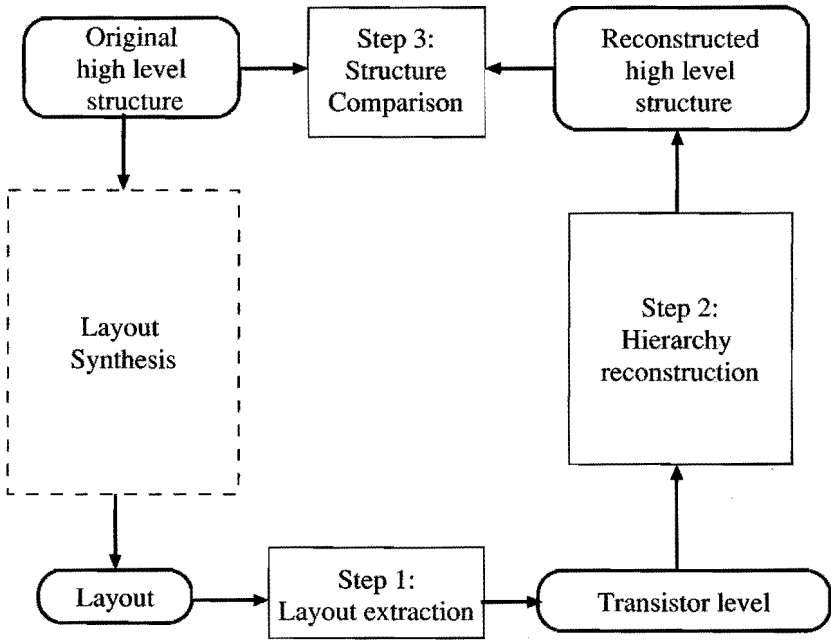 Original
high level
structure
Step 3:
Structure
Comparison
Reconstructed
high level
structure
Layout
Synthesis
Step 2:
Hierarchy
reconstruction
Layout
Step 1:
Layout extraction
Transistor level